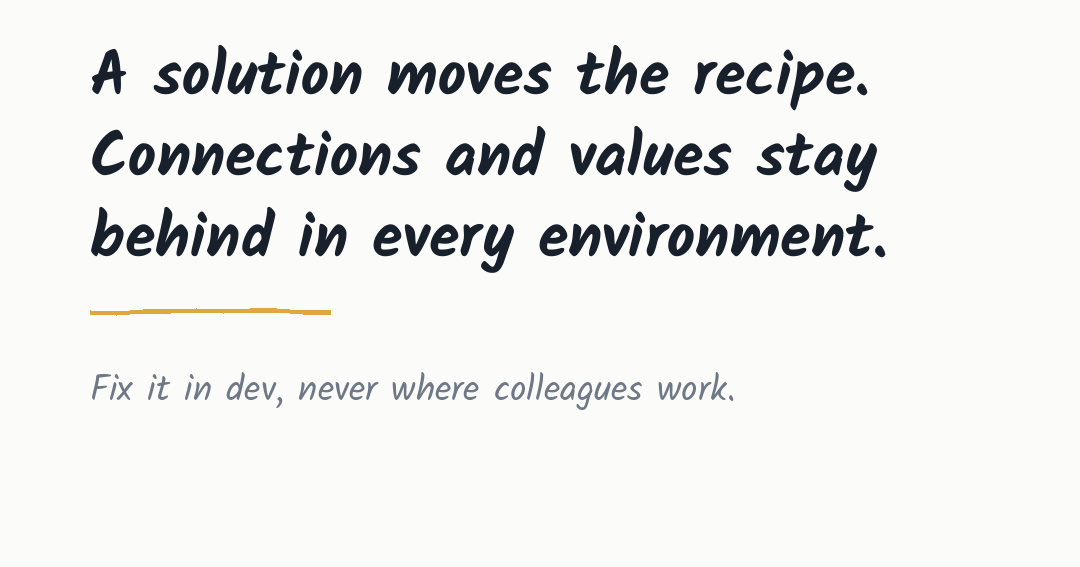 A solution moves the recipe.
Connections and values stay
behind in every environment.
Fix it in dev, never where colleagues work.